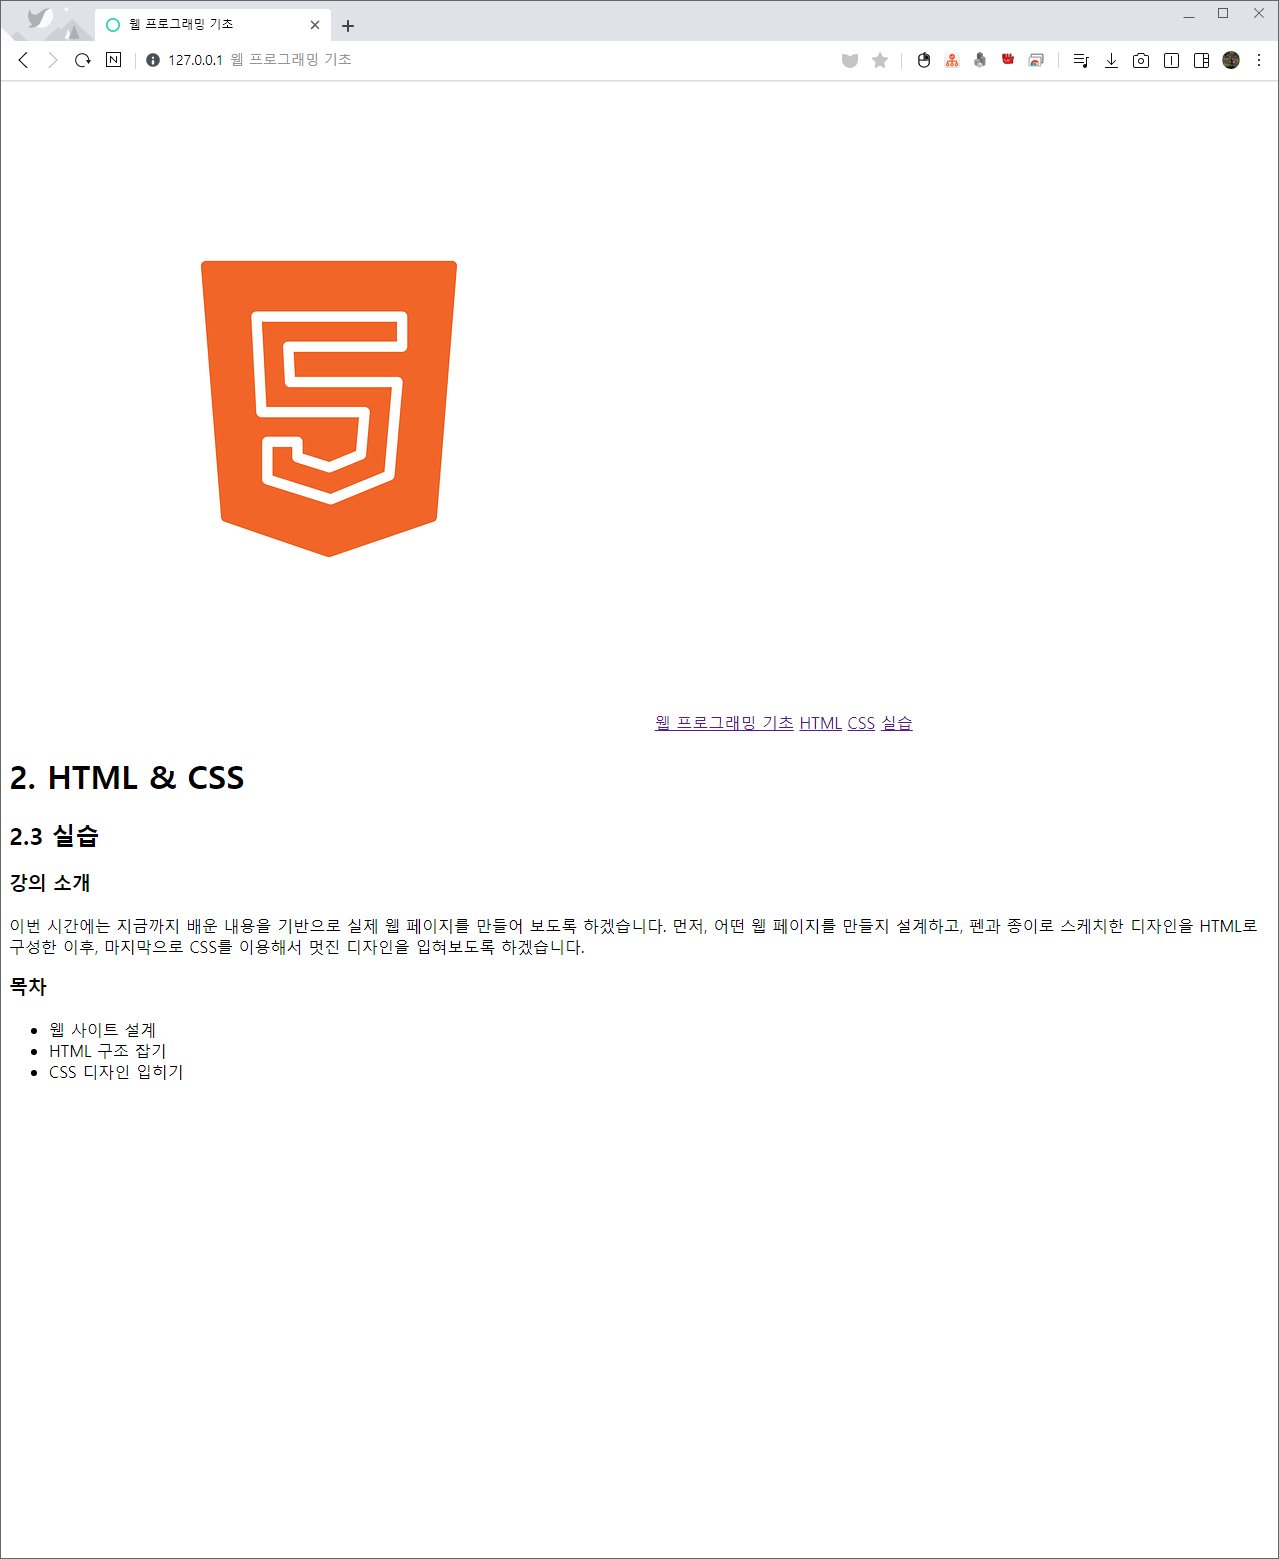 웹 프로그래밍 기초
127.0.0.1 웹 프로그래밍 기초
웹 프로그래밍 기초 HTML CSS 실습
2. HTML & CSS
2.3 실습
강의 소개
이번 시간에는 지금까지 배운 내용을 기반으로 실제 웹 페이지를 만들어 보도록 하겠습니다. 먼저, 어떤 웹 페이지를 만들지 설계하고, 펜과 종이로 스케치한 디자인을 HTML로
구성한 이후, 마지막으로 CSS를 이용해서 멋진 디자인을 입혀보도록 하겠습니다.
목차
웹 사이트 설계
HTML 구조 잡기
CSS 디자인 입히기